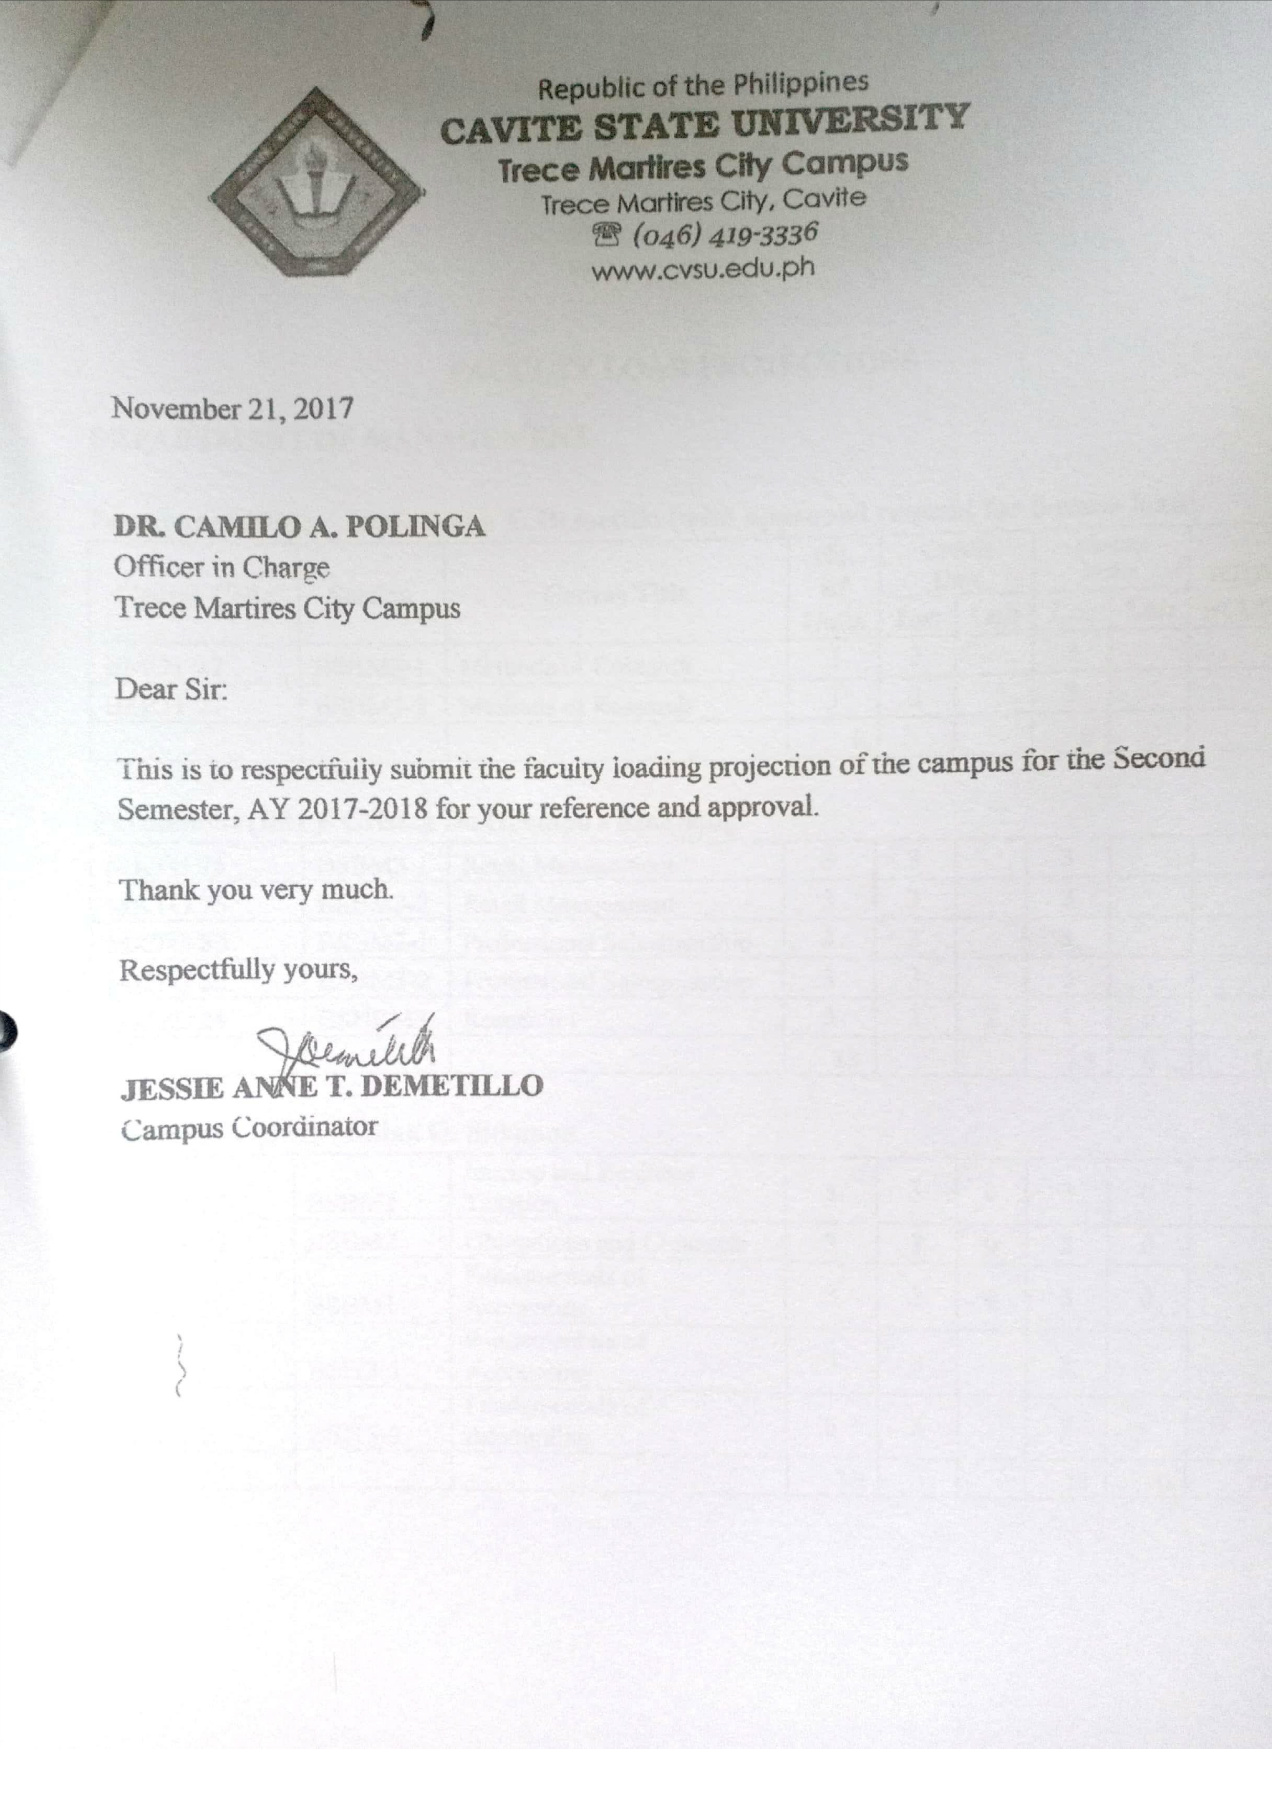 Republic of the Philippines
CAVITE STATE UNIVERSITY
Trece Martires City Campus
Trece Martires City, Cavite
☏ (046) 419-3336
www.cvsu.edu.ph
November 21, 2017
DR. CAMILO A. POLINGA
Officer in Charge
Trece Martires City Campus
Dear Sir:
This is to respectfully submit the faculty loading projection of the campus for the Second
Semester, AY 2017-2018 for your reference and approval.
Thank you very much.
Respectfully yours,
JESSIE ANNE T. DEMETILLO
Campus Coordinator